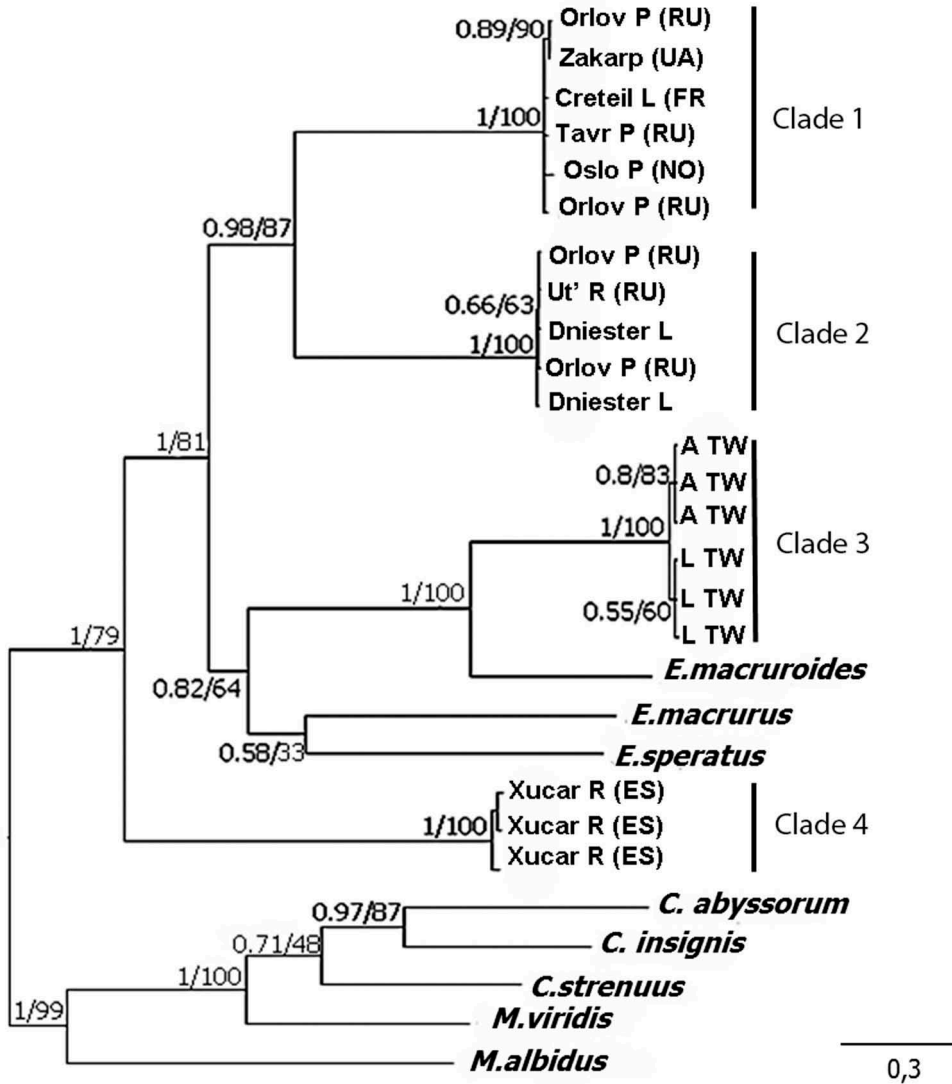 Orlov P (RU)
0.89/90
Zakarp (UA)
Creteil L (FR
1/100
Clade 1
Tavr P (RU)
Oslo P (NO)
Orlov P (RU)
0.98/87
Orlov P (RU)
Ut' R (RU)
0.66/63
Dniester L
Clade 2
1/100
Orlov P (RU)
Dniester L
1/81
A TW
0.8/83
A TW
A TW
1/100
Clade 3
L TW
1/100
L TW
0.55/60
L TW
1/79
E.macruroides
0.82/64
E.macrurus
0.58/33
E.speratus
Xucar R (ES)
1/100
Xucar R (ES)
Clade 4
Xucar R (ES)
C. abyssorum
0.97/87
C. insignis
0.71/48
1/100
C.strenuus
1/99
M.viridis
M.albidus
0,3